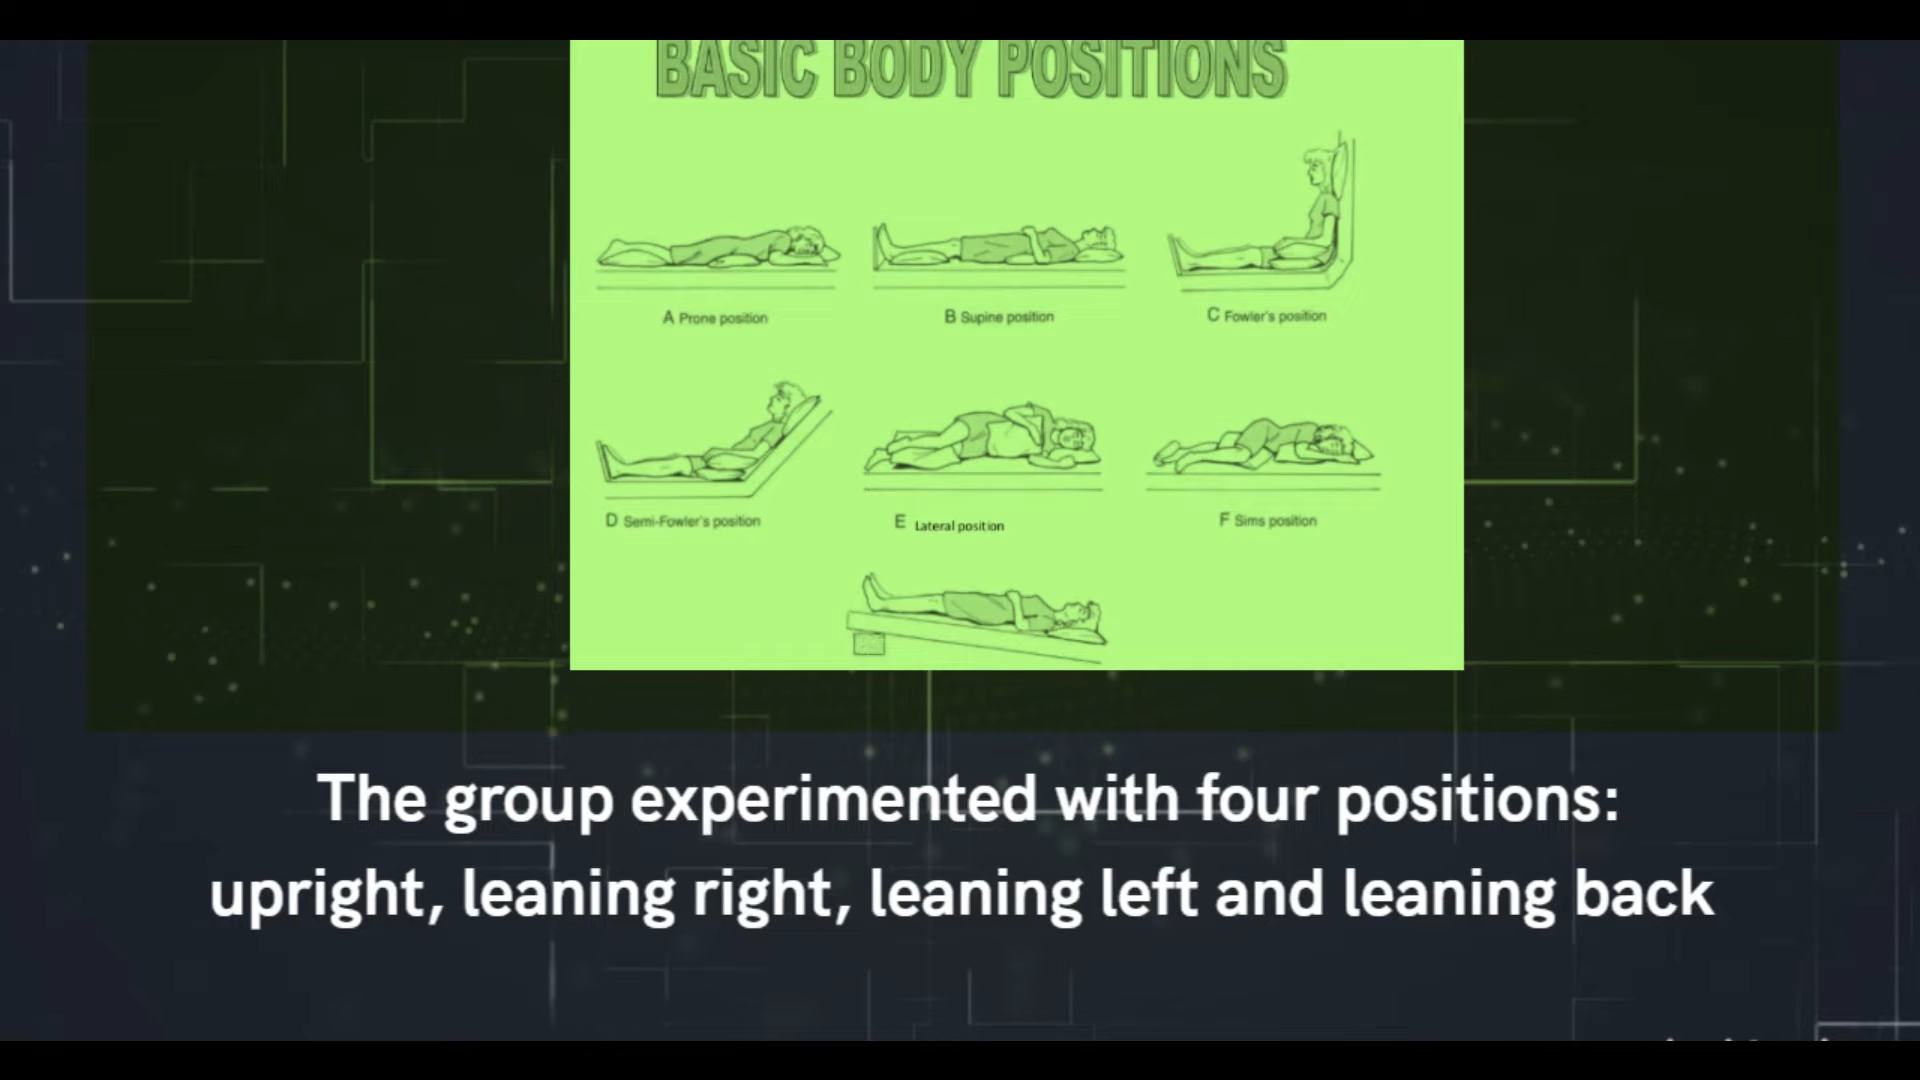 BASIC BODY POSITIONS
A Prone position
B Supine position
C Fowler's position
D Semi-Fowler's position
E Lateral position
F Sims position
The group experimented with four positions:
upright, leaning right, leaning left and leaning back